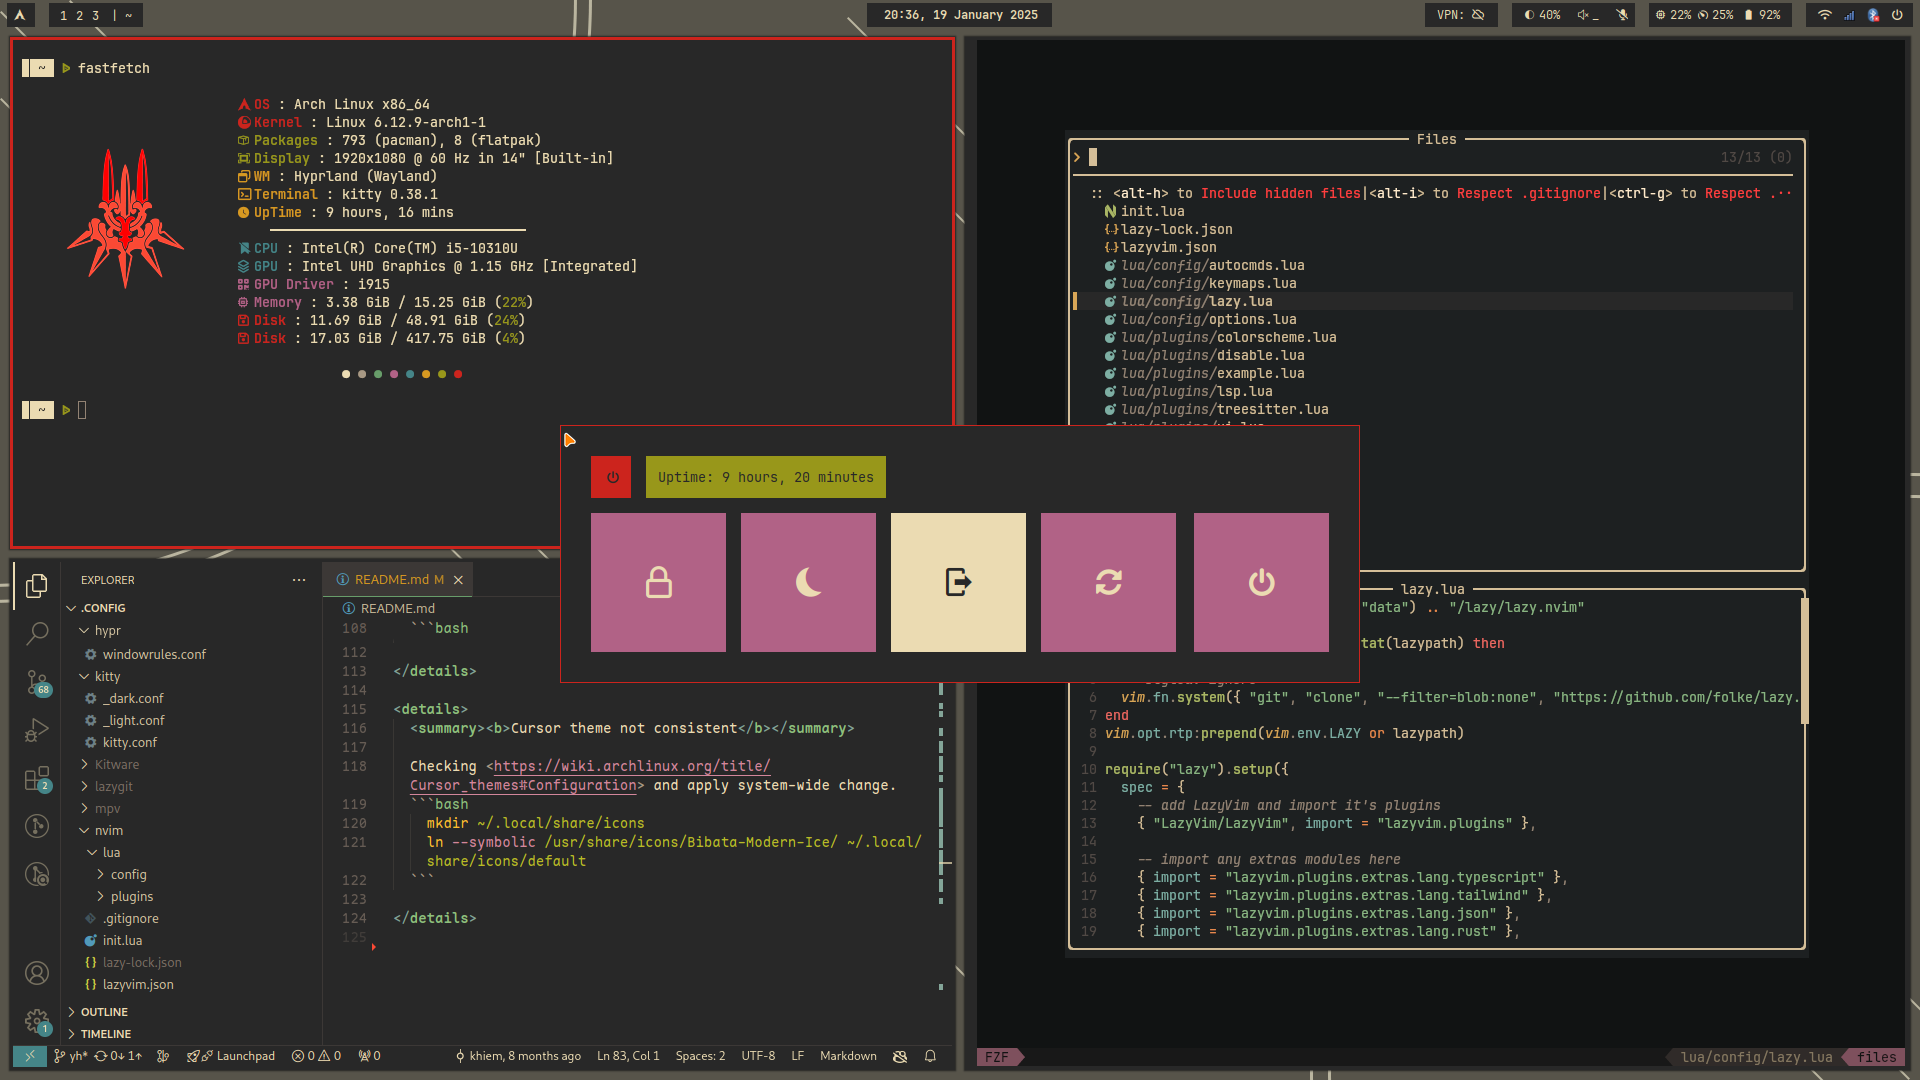 1 2 3 | ~
20:36, 19 January 2025
VPN:
40%
22% 25% 92%
~ fastfetch
OS : Arch Linux x86_64
Kernel : Linux 6.12.9-arch1-1
Packages : 793 (pacman), 8 (flatpak)
Display : 1920x1080 @ 60 Hz in 14" [Built-in]
WM : Hyprland (Wayland)
Terminal : kitty 0.38.1
UpTime : 9 hours, 16 mins
CPU : Intel(R) Core(TM) i5-10310U
GPU : Intel UHD Graphics @ 1.15 GHz [Integrated]
GPU Driver : i915
Memory : 3.38 GiB / 15.25 GiB (22%)
Disk : 11.69 GiB / 48.91 GiB (24%)
Disk : 17.03 GiB / 417.75 GiB (4%)
~
Files
> 13/13 (0)
:: <alt-h> to Include hidden files|<alt-i> to Respect .gitignore|<ctrl-g> to Respect .··
init.lua
lazy-lock.json
lazyvim.json
lua/config/autocmds.lua
lua/config/keymaps.lua
lua/config/lazy.lua
lua/config/options.lua
lua/plugins/colorscheme.lua
lua/plugins/disable.lua
lua/plugins/example.lua
lua/plugins/lsp.lua
lua/plugins/treesitter.lua
Uptime: 9 hours, 20 minutes
lazy.lua
"data") .. "/lazy/lazy.nvim"
tat(lazypath) then
6 vim.fn.system({ "git", "clone", "--filter=blob:none", "https://github.com/folke/lazy.
7 end
8 vim.opt.rtp:prepend(vim.env.LAZY or lazypath)
9
10 require("lazy").setup({
11 spec = {
12 -- add LazyVim and import it's plugins
13 { "LazyVim/LazyVim", import = "lazyvim.plugins" },
14
15 -- import any extras modules here
16 { import = "lazyvim.plugins.extras.lang.typescript" },
17 { import = "lazyvim.plugins.extras.lang.tailwind" },
18 { import = "lazyvim.plugins.extras.lang.json" },
19 { import = "lazyvim.plugins.extras.lang.rust" },
FZF
lua/config/lazy.lua files
EXPLORER ···
.CONFIG
hypr
windowrules.conf
kitty
_dark.conf
_light.conf
kitty.conf
Kitware
lazygit
mpv
nvim
lua
config
plugins
.gitignore
init.lua
lazy-lock.json
lazyvim.json
OUTLINE
TIMELINE
68
2
1
README.md M
README.md
108 ```bash
112
113 </details>
114
115 <details>
116 <summary><b>Cursor theme not consistent</b></summary>
117
118 Checking <https://wiki.archlinux.org/title/
Cursor_themes#Configuration> and apply system-wide change.
119 ```bash
120 mkdir ~/.local/share/icons
121 ln --symbolic /usr/share/icons/Bibata-Modern-Ice/ ~/.local/
share/icons/default
122 ```
123
124 </details>
125
yh* 0↓ 1↑ Launchpad 0 0 0 khiem, 8 months ago Ln 83, Col 1 Spaces: 2 UTF-8 LF Markdown